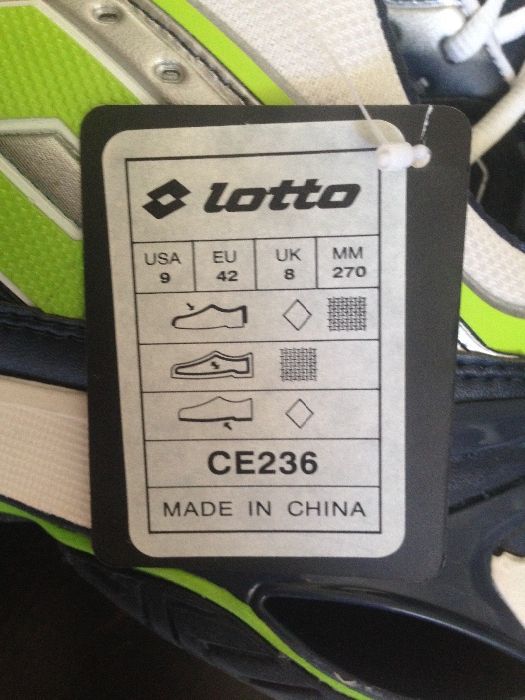 lotto
USA EU UK MM
9 42 8 270
CE236
MADE IN CHINA